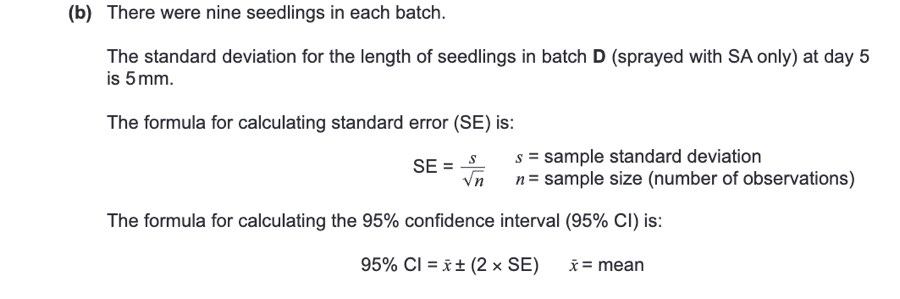 (b) There were nine seedlings in each batch.
The standard deviation for the length of seedlings in batch D (sprayed with SA only) at day 5
is 5 mm.
The formula for calculating standard error (SE) is:
SE = s/√n s = sample standard deviation
n = sample size (number of observations)
The formula for calculating the 95% confidence interval (95% CI) is:
95% CI = x̄ ± (2 × SE) x̄ = mean